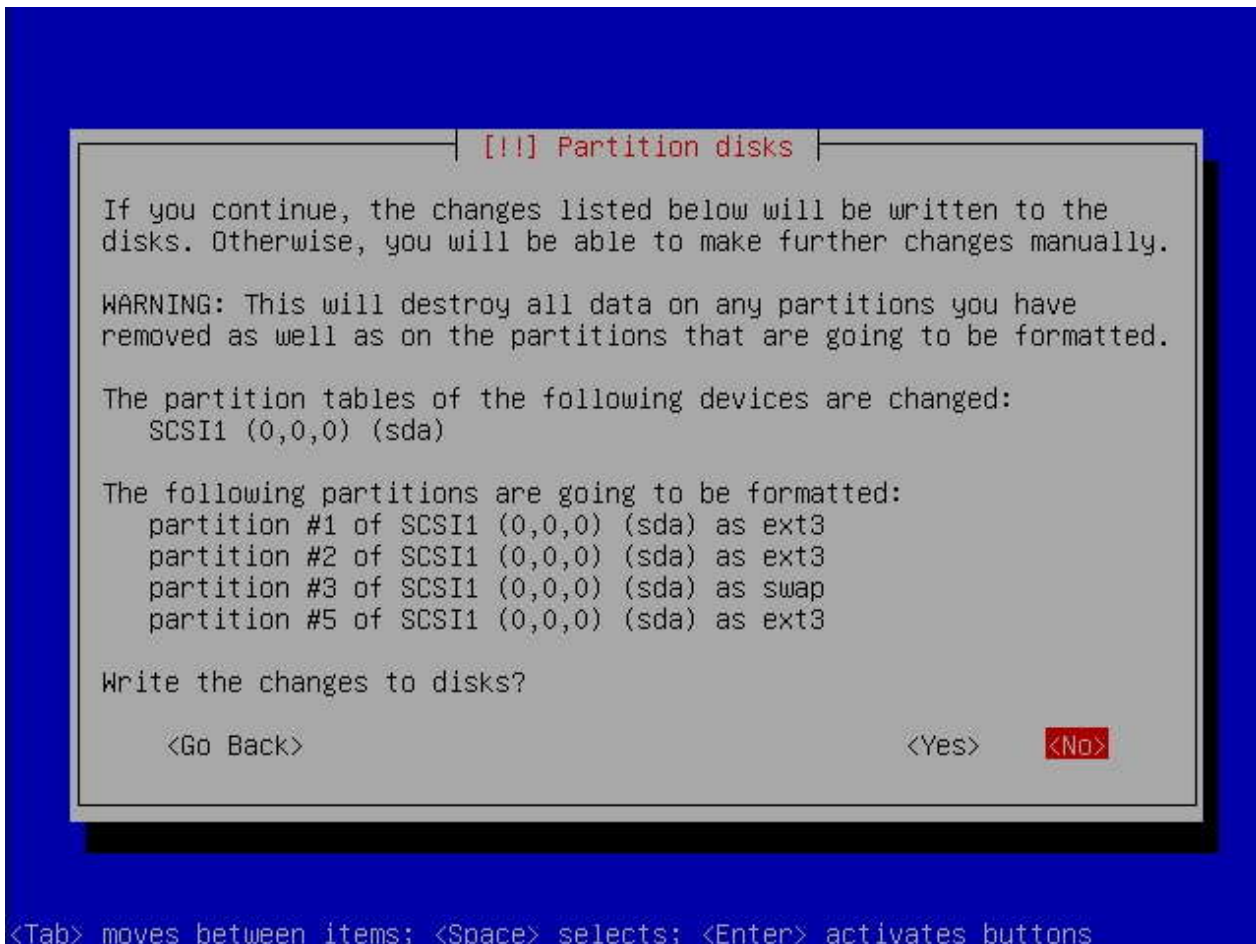 [!!] Partition disks
If you continue, the changes listed below will be written to the
disks. Otherwise, you will be able to make further changes manually.
WARNING: This will destroy all data on any partitions you have
removed as well as on the partitions that are going to be formatted.
The partition tables of the following devices are changed:
SCSI1 (0,0,0) (sda)
The following partitions are going to be formatted:
partition #1 of SCSI1 (0,0,0) (sda) as ext3
partition #2 of SCSI1 (0,0,0) (sda) as ext3
partition #3 of SCSI1 (0,0,0) (sda) as swap
partition #5 of SCSI1 (0,0,0) (sda) as ext3
Write the changes to disks?
<Go Back> <Yes> <No>
<Tab> moves between items; <Space> selects; <Enter> activates buttons